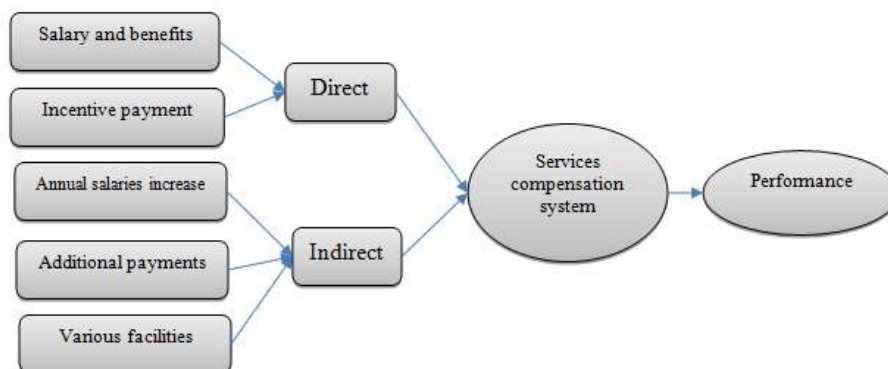 Salary and benefits
Incentive payment
Annual salaries increase
Additional payments
Various facilities
Direct
Indirect
Services
compensation
system
Performance